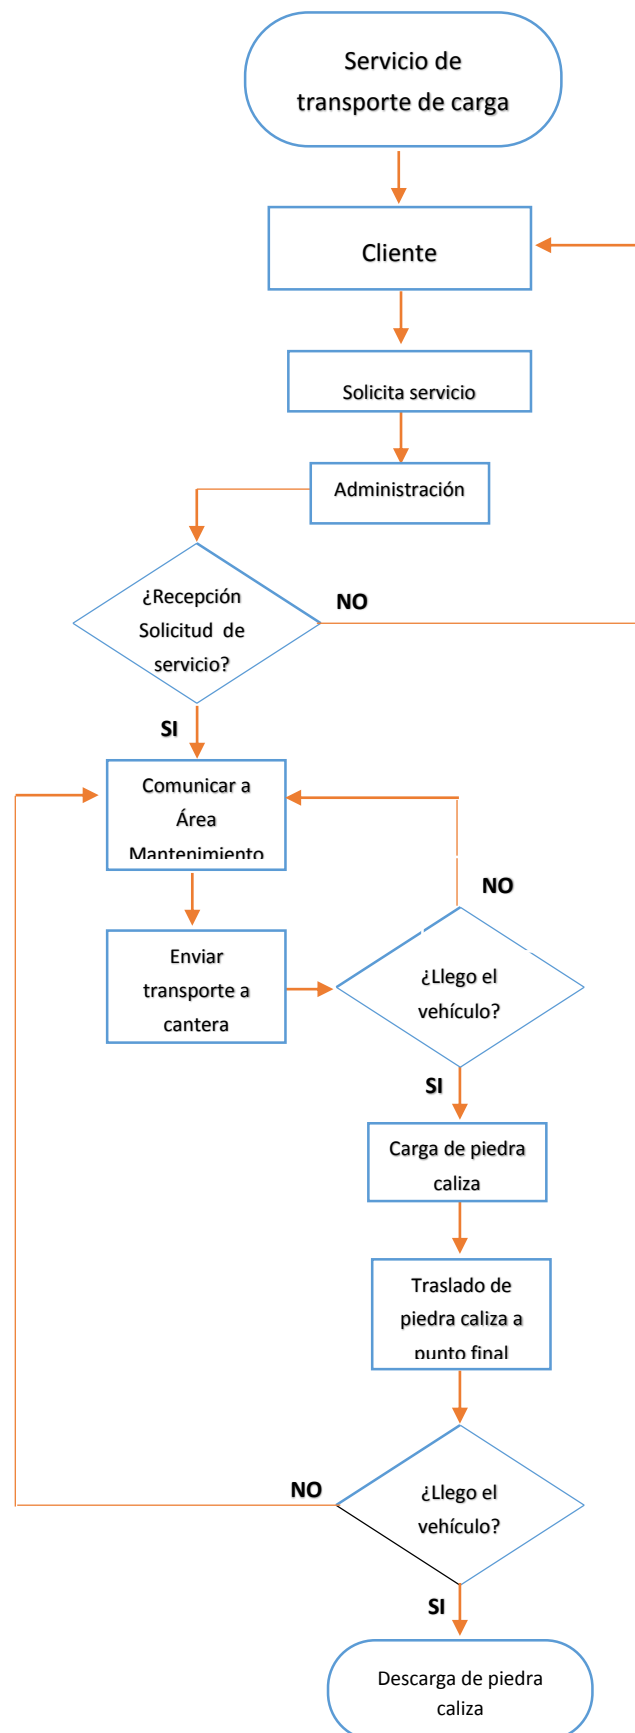 Servicio de
transporte de carga
Cliente
Solicita servicio
Administración
¿Recepción
Solicitud de
servicio?
NO
SI
Comunicar a
Área
Mantenimiento
NO
Enviar
transporte a
cantera
¿Llego el
vehículo?
SI
Carga de piedra
caliza
Traslado de
piedra caliza a
punto final
NO
¿Llego el
vehículo?
SI
Descarga de piedra
caliza